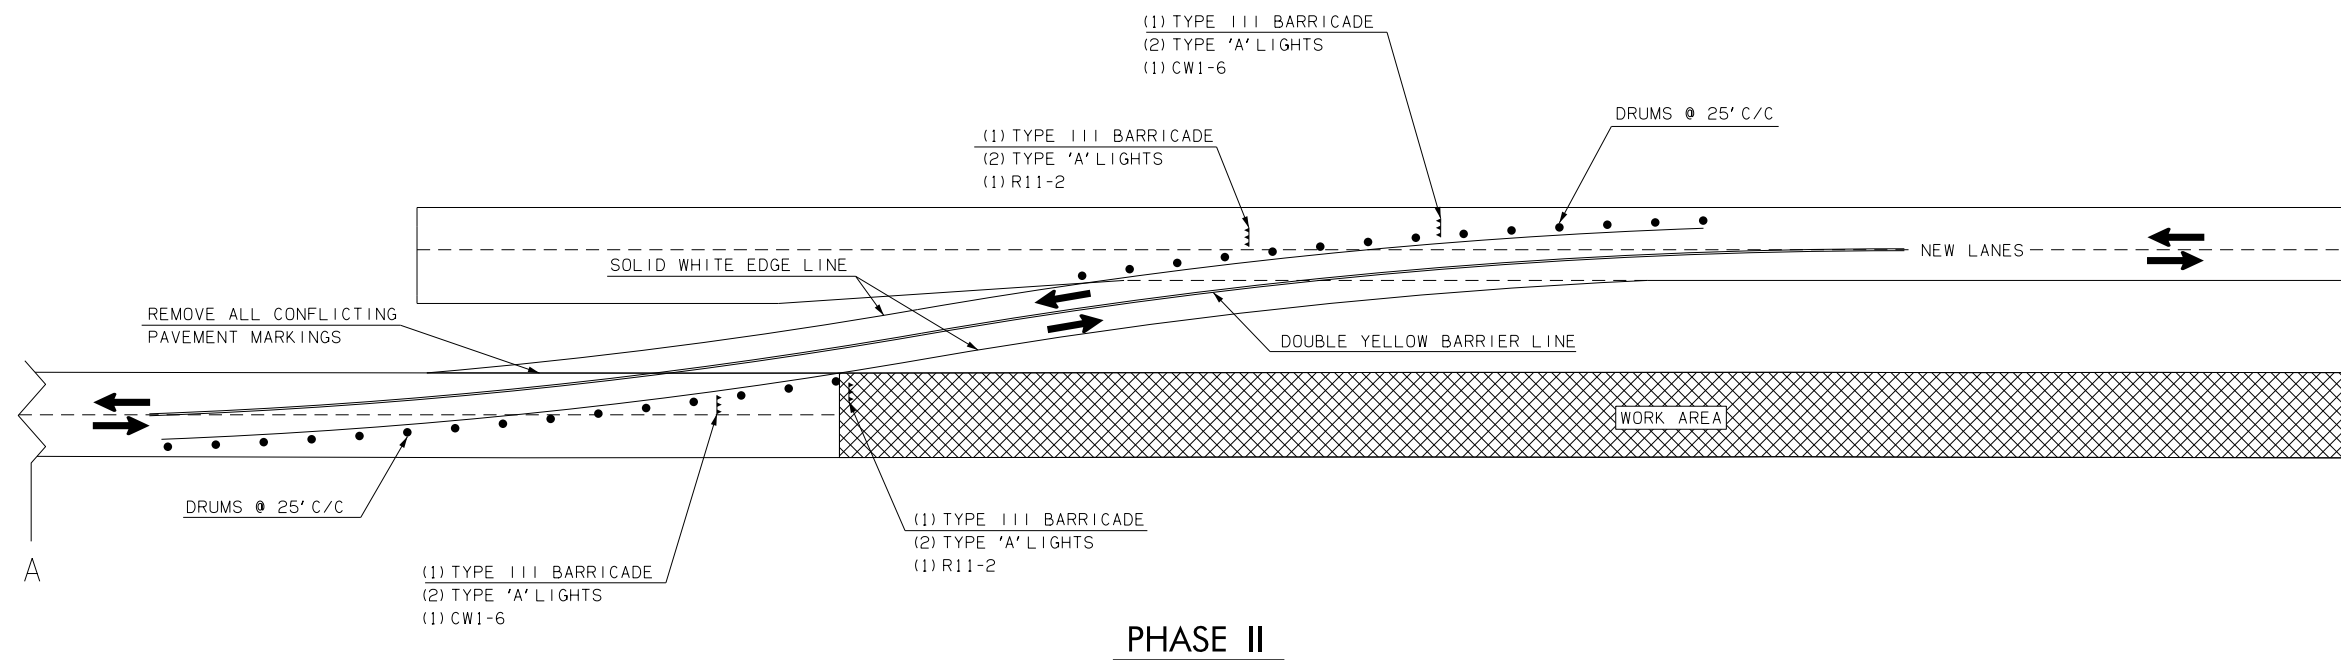 (1) TYPE III BARRICADE
(2) TYPE 'A' LIGHTS
(1) CW1-6
DRUMS @ 25' C/C
(1) TYPE III BARRICADE
(2) TYPE 'A' LIGHTS
(1) R11-2
SOLID WHITE EDGE LINE
NEW LANES
REMOVE ALL CONFLICTING
PAVEMENT MARKINGS
DOUBLE YELLOW BARRIER LINE
WORK AREA
DRUMS @ 25' C/C
(1) TYPE III BARRICADE
(2) TYPE 'A' LIGHTS
(1) R11-2
A
(1) TYPE III BARRICADE
(2) TYPE 'A' LIGHTS
(1) CW1-6
PHASE II